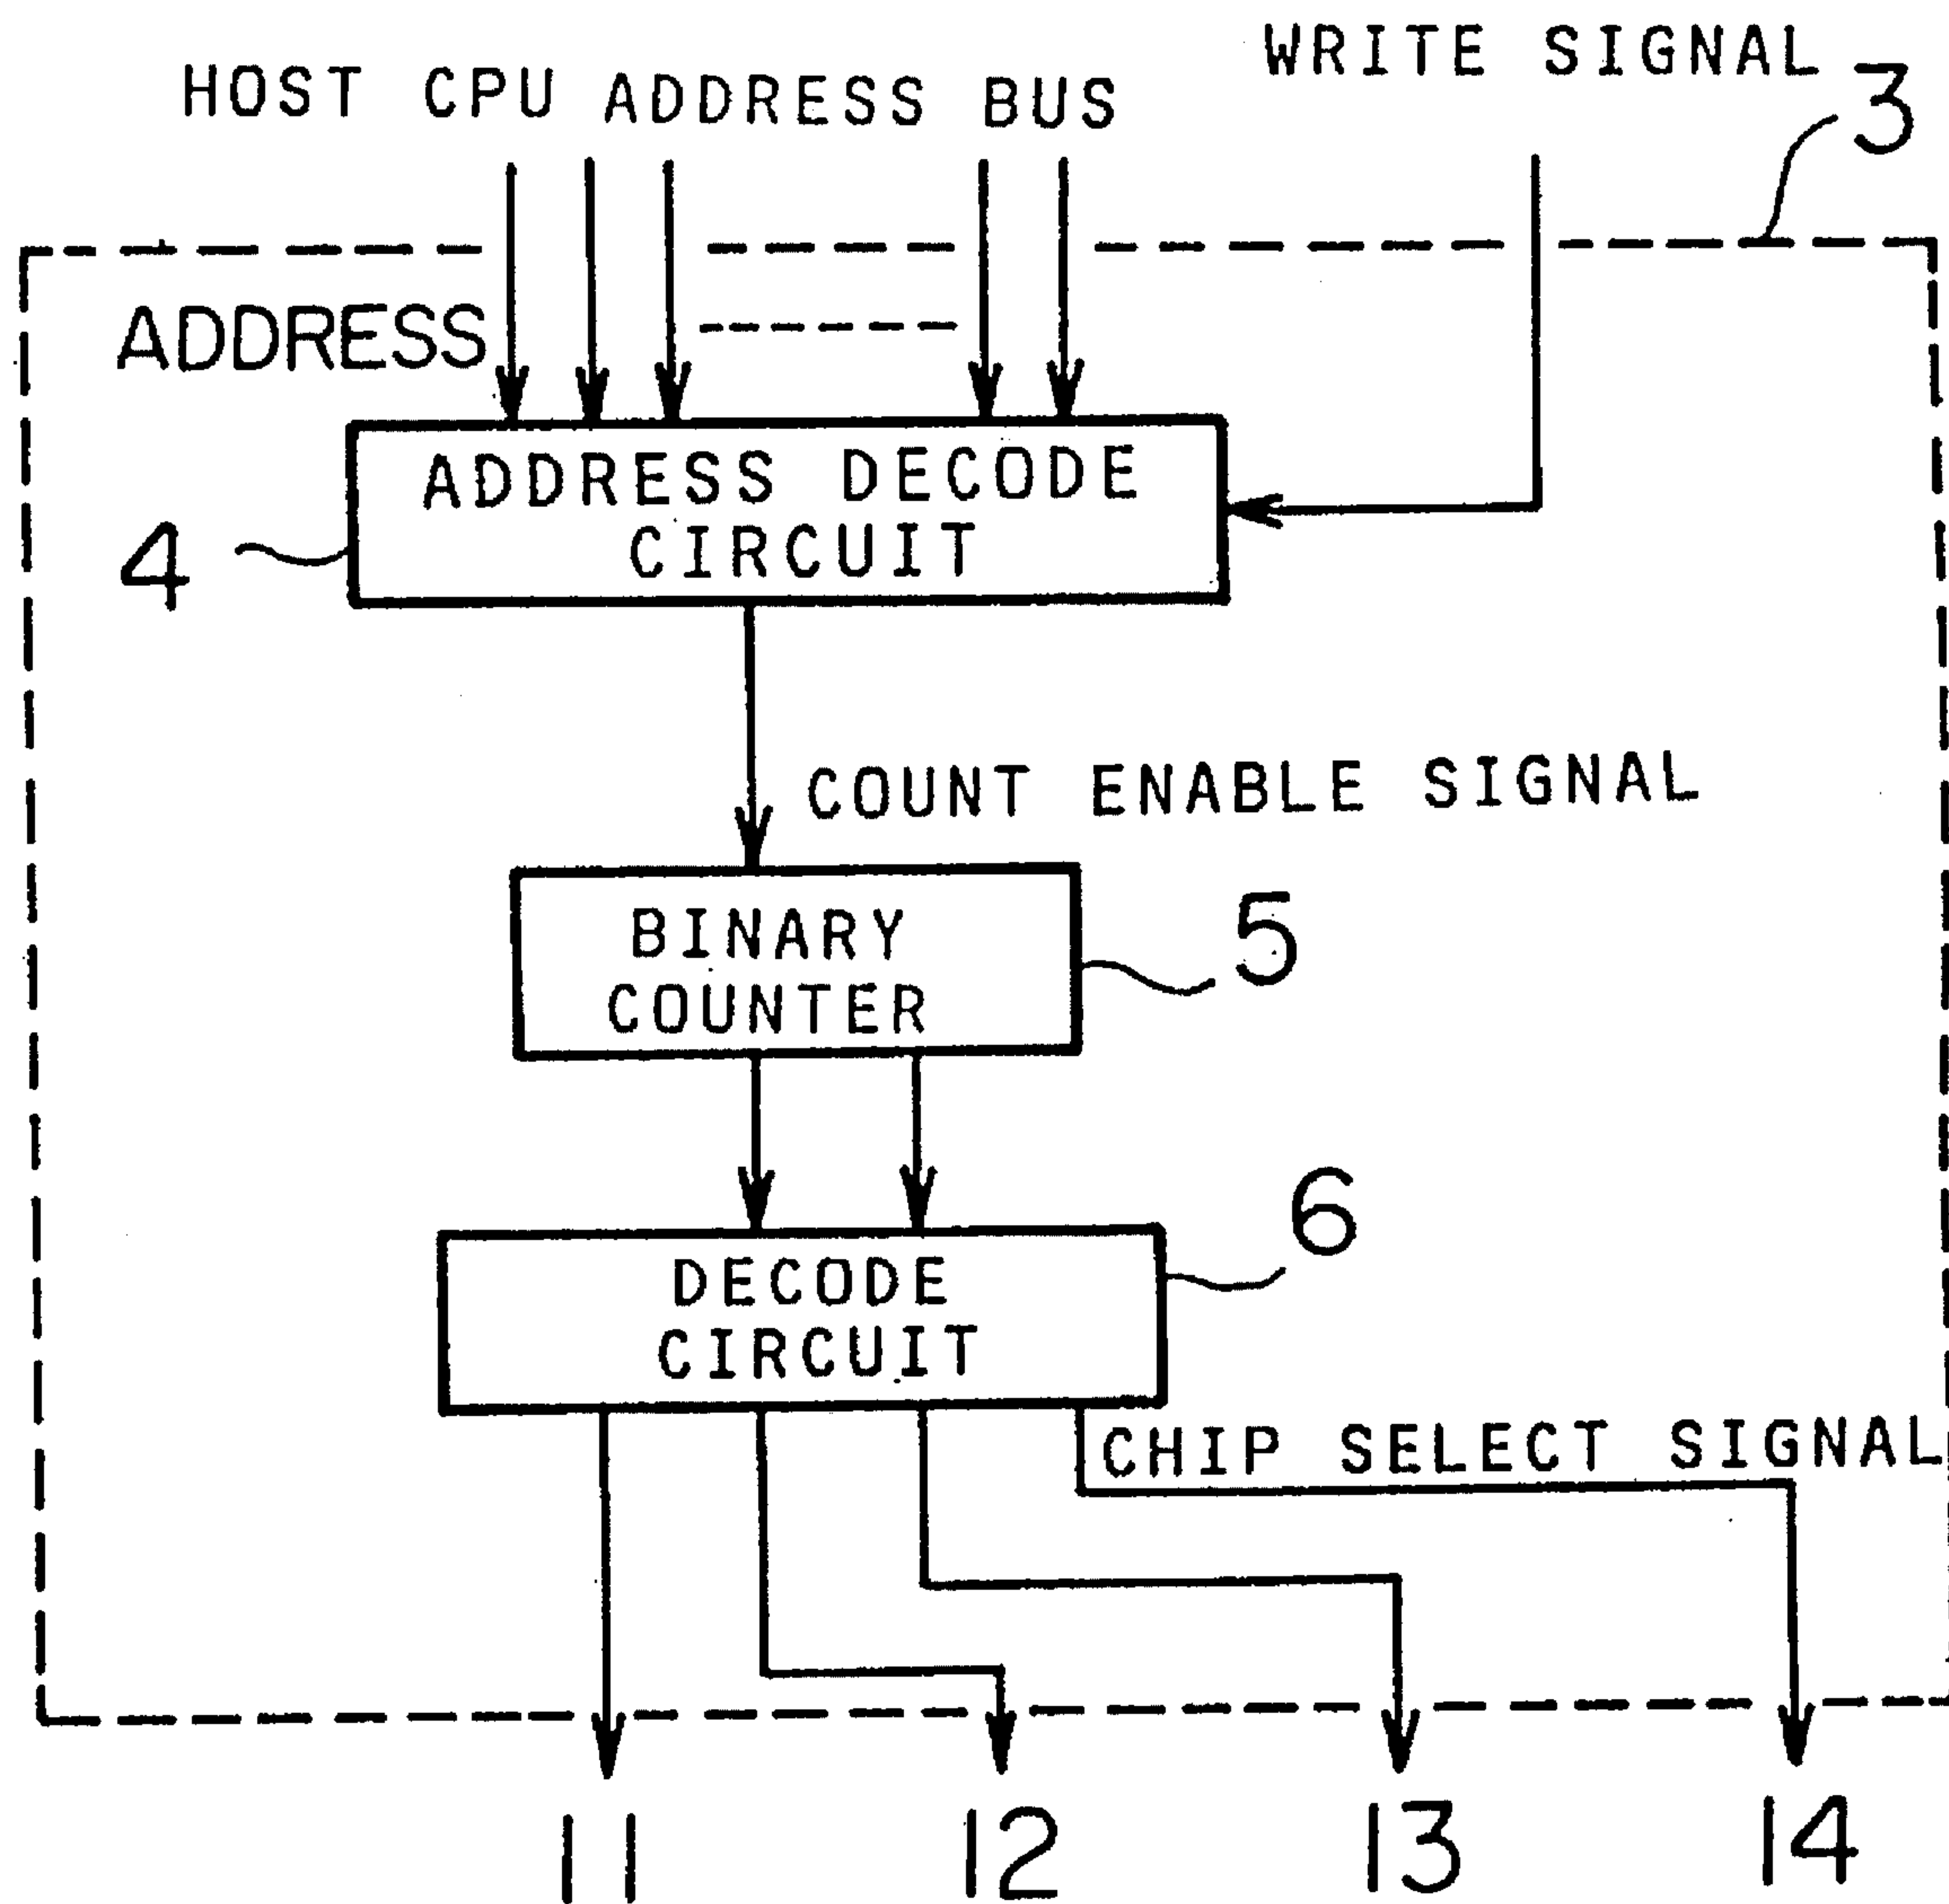 WRITE SIGNAL
HOST CPU ADDRESS BUS
3
ADDRESS
ADDRESS DECODE
CIRCUIT
4
COUNT ENABLE SIGNAL
BINARY
COUNTER
5
6
DECODE
CIRCUIT
CHIP SELECT SIGNAL
11 12 13 14